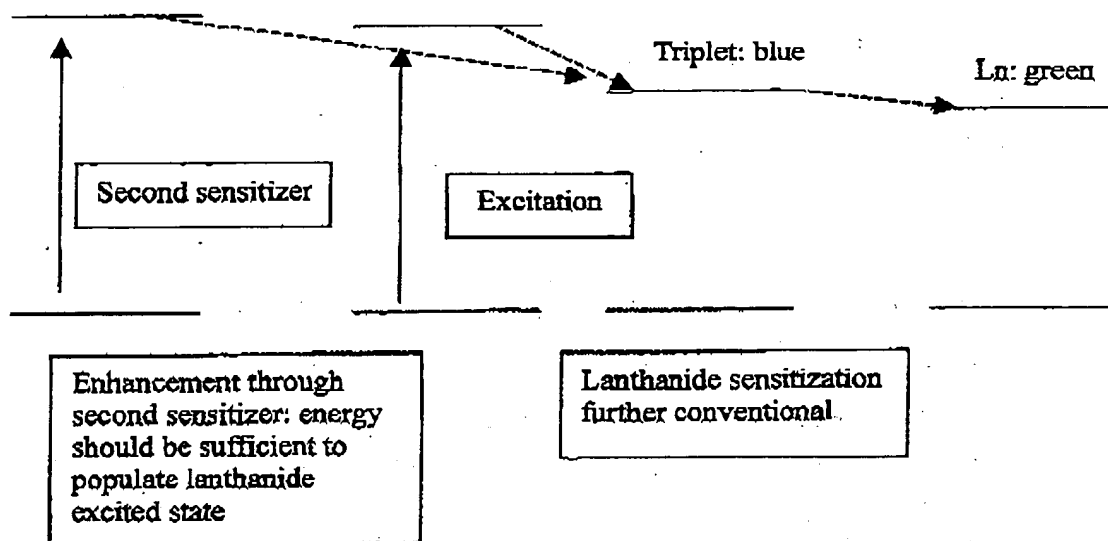 Triplet: blue
Ln: green
Second sensitizer
Excitation
Enhancement through
second sensitizer: energy
should be sufficient to
populate lanthanide
excited state
Lanthanide sensitization
further conventional